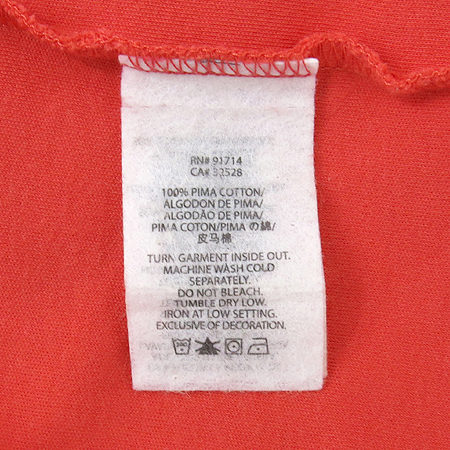 RN# 91714
CA# 32528
100% PIMA COTTON/
ALGODON DE PIMA/
ALGODÃO DE PIMA/
PIMA COTON/PIMA の綿/
皮马棉
TURN GARMENT INSIDE OUT.
MACHINE WASH COLD
SEPARATELY.
DO NOT BLEACH.
TUMBLE DRY LOW.
IRON AT LOW SETTING.
EXCLUSIVE OF DECORATION.